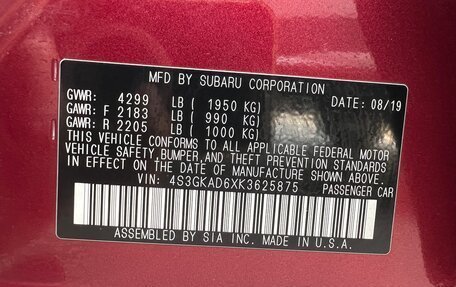 MFD BY SUBARU CORPORATION
GVWR: 4299 LB ( 1950 KG) DATE: 08/19
GAWR: F 2183 LB ( 990 KG)
GAWR: R 2205 LB ( 1000 KG)
THIS VEHICLE CONFORMS TO ALL APPLICABLE FEDERAL MOTOR
VEHICLE SAFETY, BUMPER, AND THEFT PREVENTION STANDARDS
IN EFFECT ON THE DATE OF MANUFACTURE SHOWN ABOVE.
VIN: 4S3GKAD6XK3625875 PASSENGER CAR
ASSEMBLED BY SIA INC. MADE IN U.S.A.